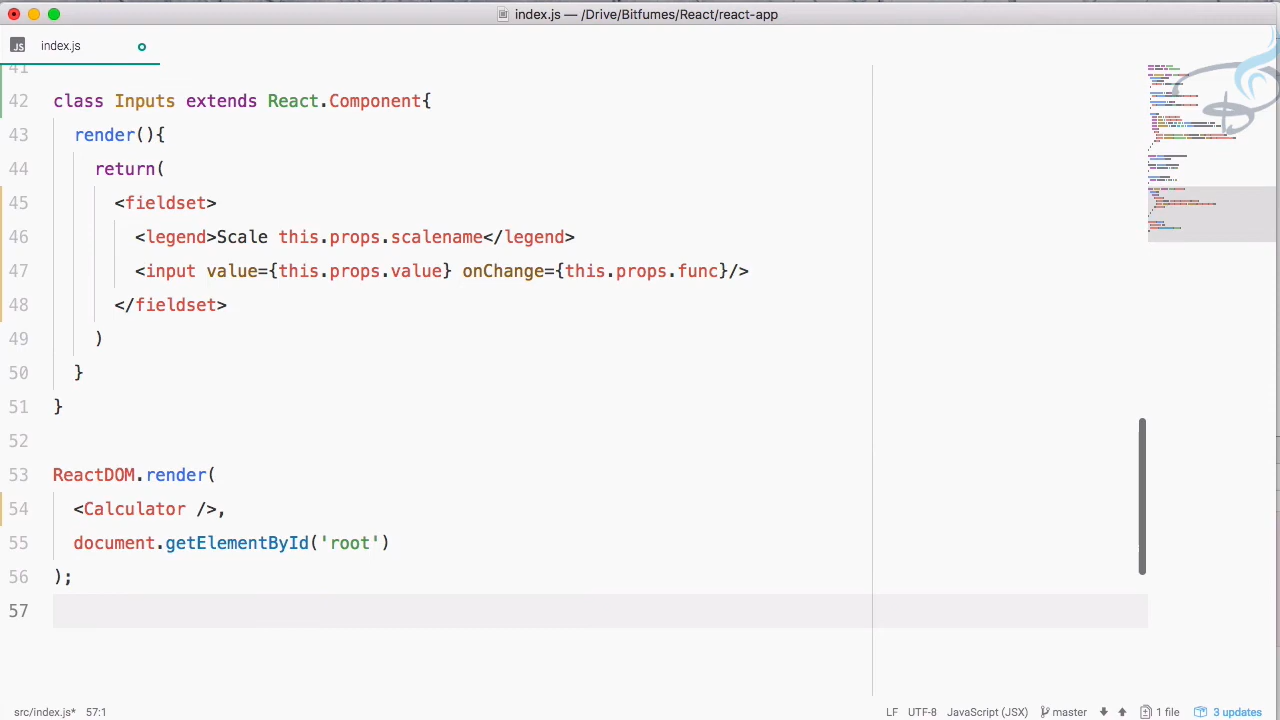 index.js — /Drive/Bitfumes/React/react-app
JS index.js
41
42 class Inputs extends React.Component{
43 render(){
44 return(
45 <fieldset>
46 <legend>Scale this.props.scalename</legend>
47 <input value={this.props.value} onChange={this.props.func}/>
48 </fieldset>
49 )
50 }
51 }
52
53 ReactDOM.render(
54 <Calculator />,
55 document.getElementById('root')
56 );
57
src/index.js* 57:1 LF UTF-8 JavaScript (JSX) master 1 file 3 updates